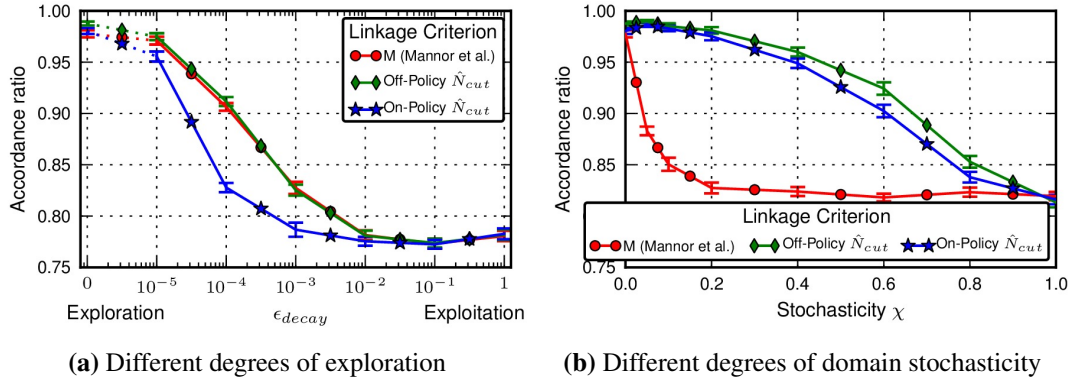 1.00
0.95
0.90
0.85
0.80
0.75
Accordance ratio
Linkage Criterion
M (Mannor et al.)
Off-Policy N̂cut
On-Policy N̂cut
0 10⁻⁵ 10⁻⁴ 10⁻³ 10⁻² 10⁻¹ 1
Exploration ϵdecay Exploitation
(a) Different degrees of exploration
1.00
0.95
0.90
0.85
0.80
0.75
Accordance ratio
Linkage Criterion
M (Mannor et al.) Off-Policy N̂cut On-Policy N̂cut
0.0 0.2 0.4 0.6 0.8 1.0
Stochasticity χ
(b) Different degrees of domain stochasticity